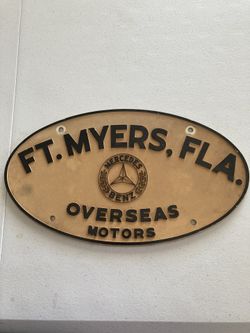 FT. MYERS, FLA.
MERCEDES
BENZ
OVERSEAS
MOTORS